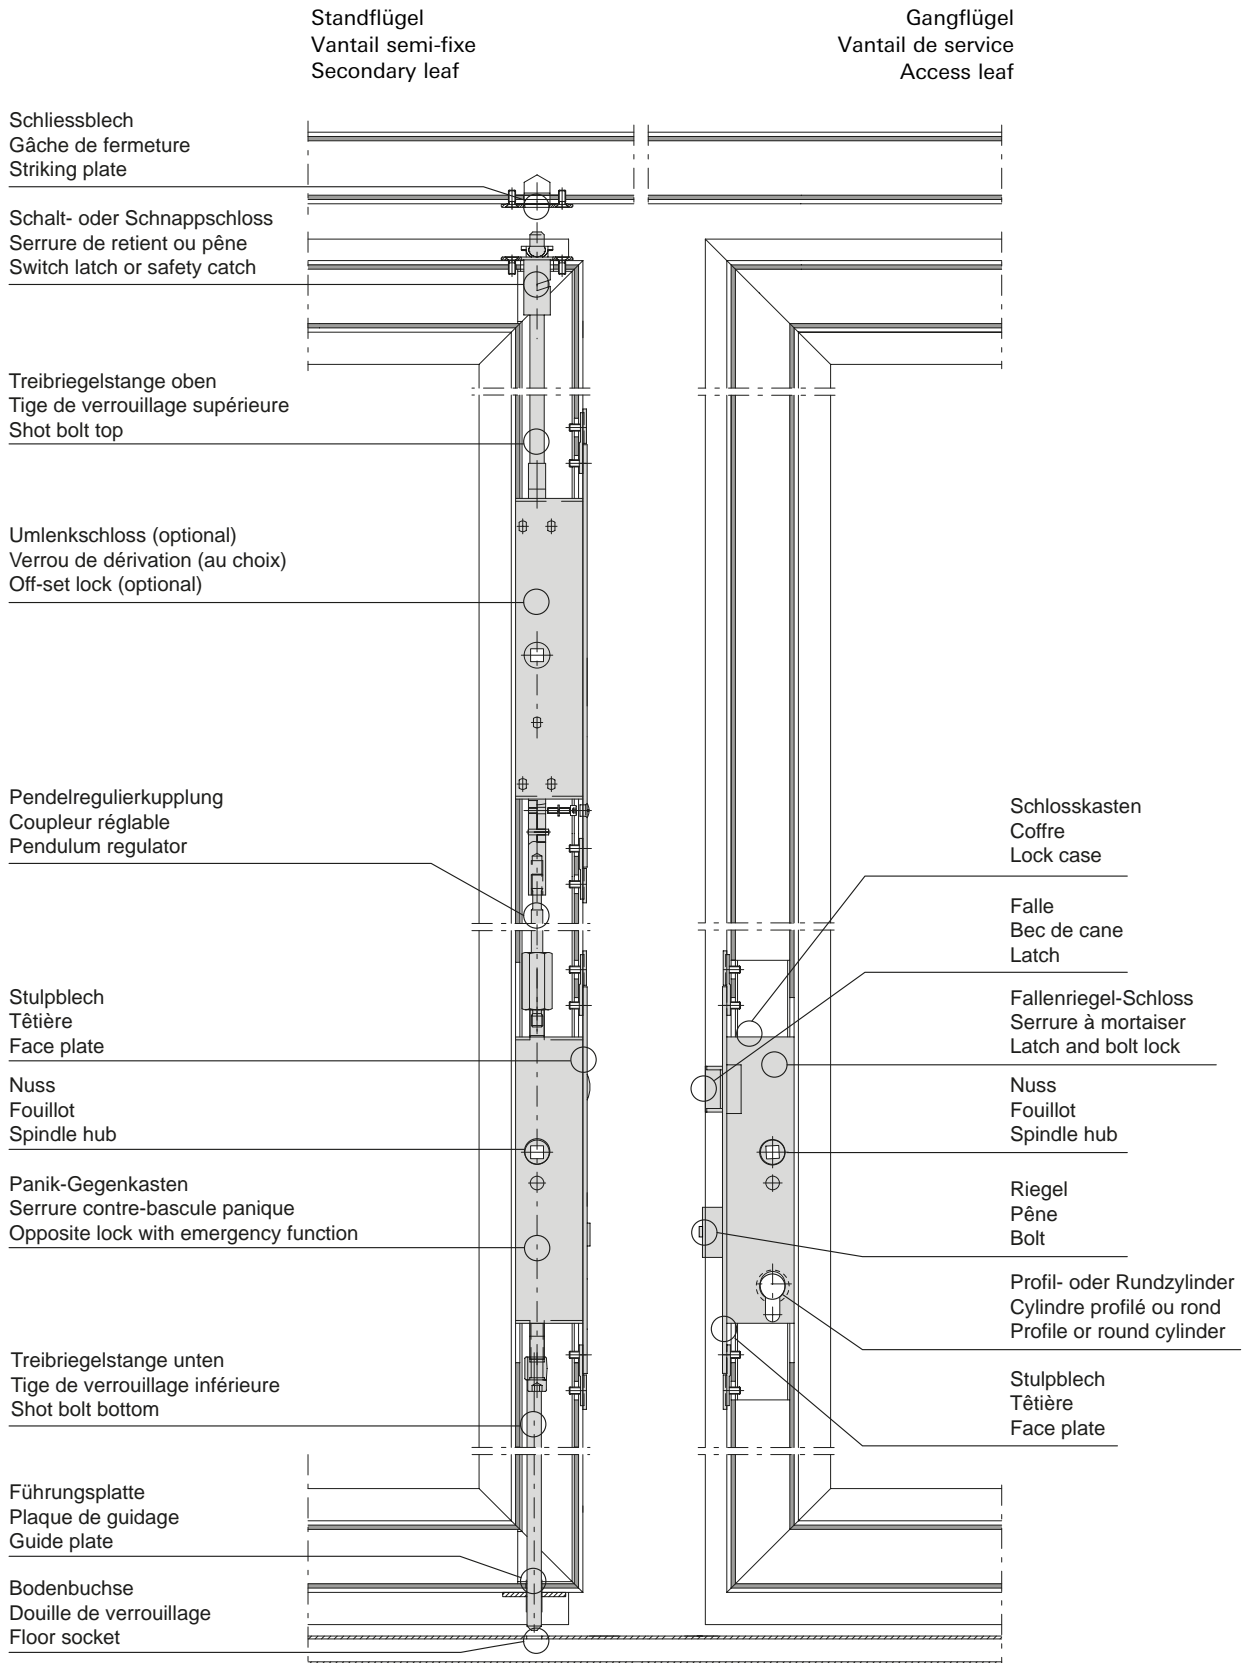 Standflügel
Vantail semi-fixe
Secondary leaf
Gangflügel
Vantail de service
Access leaf
Schliessblech
Gâche de fermeture
Striking plate
Schalt- oder Schnappschloss
Serrure de retient ou pêne
Switch latch or safety catch
Treibriegelstange oben
Tige de verrouillage supérieure
Shot bolt top
Umlenkschloss (optional)
Verrou de dérivation (au choix)
Off-set lock (optional)
Pendelregulierkupplung
Coupleur réglable
Pendulum regulator
Stulpblech
Têtière
Face plate
Nuss
Fouillot
Spindle hub
Panik-Gegenkasten
Serrure contre-bascule panique
Opposite lock with emergency function
Treibriegelstange unten
Tige de verrouillage inférieure
Shot bolt bottom
Führungsplatte
Plaque de guidage
Guide plate
Bodenbuchse
Douille de verrouillage
Floor socket
Schlosskasten
Coffre
Lock case
Falle
Bec de cane
Latch
Fallenriegel-Schloss
Serrure à mortaiser
Latch and bolt lock
Nuss
Fouillot
Spindle hub
Riegel
Pêne
Bolt
Profil- oder Rundzylinder
Cylindre profilé ou rond
Profile or round cylinder
Stulpblech
Têtière
Face plate